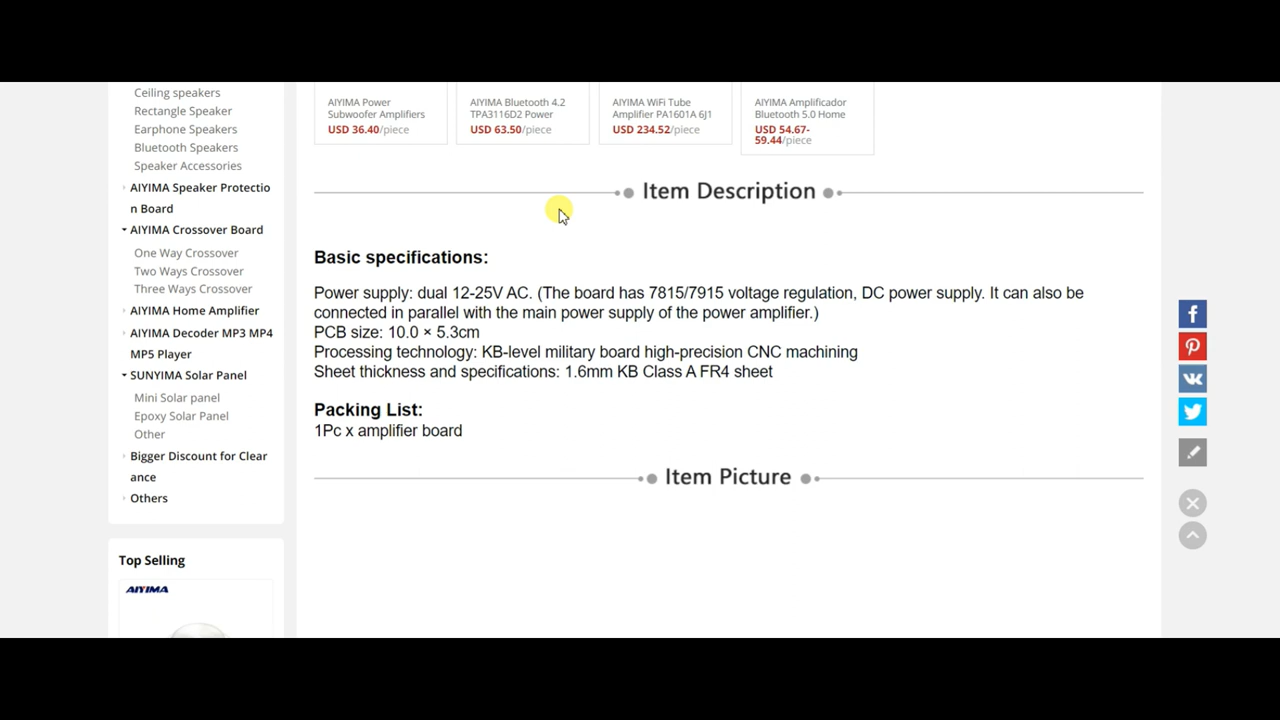 Ceiling speakers
Rectangle Speaker
Earphone Speakers
Bluetooth Speakers
Speaker Accessories
AIYIMA Speaker Protectio
n Board
AIYIMA Crossover Board
One Way Crossover
Two Ways Crossover
Three Ways Crossover
AIYIMA Home Amplifier
AIYIMA Decoder MP3 MP4
MP5 Player
SUNYIMA Solar Panel
Mini Solar panel
Epoxy Solar Panel
Other
Bigger Discount for Clear
ance
Others
Top Selling
AIYIMA
AIYIMA Power
Subwoofer Amplifiers
USD 36.40/piece
AIYIMA Bluetooth 4.2
TPA3116D2 Power
USD 63.50/piece
AIYIMA WiFi Tube
Amplifier PA1601A 6J1
USD 234.52/piece
AIYIMA Amplificador
Bluetooth 5.0 Home
USD 54.67-
59.44/piece
Item Description
Basic specifications:
Power supply: dual 12-25V AC. (The board has 7815/7915 voltage regulation, DC power supply. It can also be
connected in parallel with the main power supply of the power amplifier.)
PCB size: 10.0 × 5.3cm
Processing technology: KB-level military board high-precision CNC machining
Sheet thickness and specifications: 1.6mm KB Class A FR4 sheet
Packing List:
1Pc x amplifier board
Item Picture